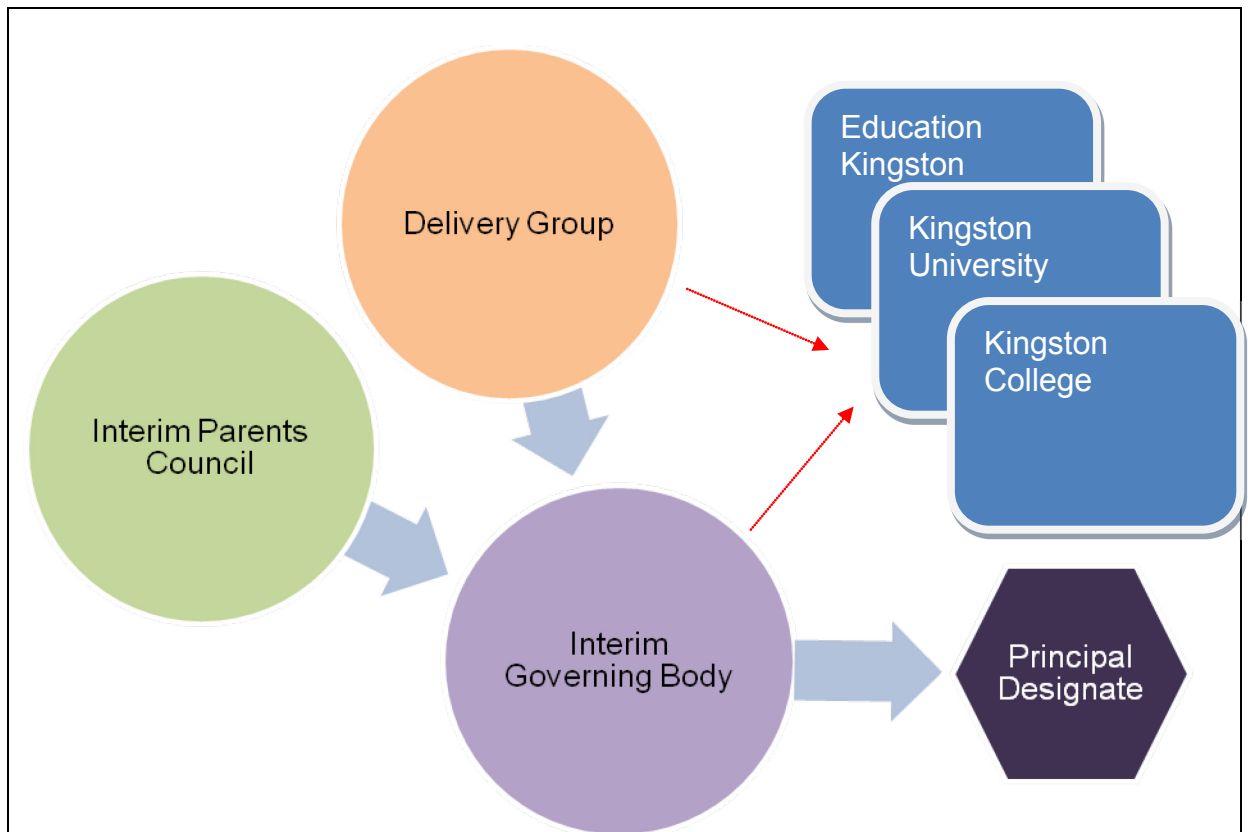 Education
Kingston
Kingston
University
Kingston
College
Delivery Group
Interim Parents
Council
Interim
Governing Body
Principal
Designate